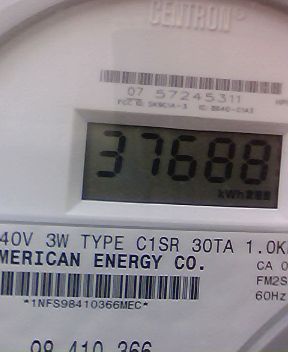 CENTRON®
07 57245311
37688
kWh
40V 3W TYPE C1SR 30TA 1.0K
MERICAN ENERGY CO.
CA 0
FM2S
60Hz
*1NFS98410366MEC*
98 410 366